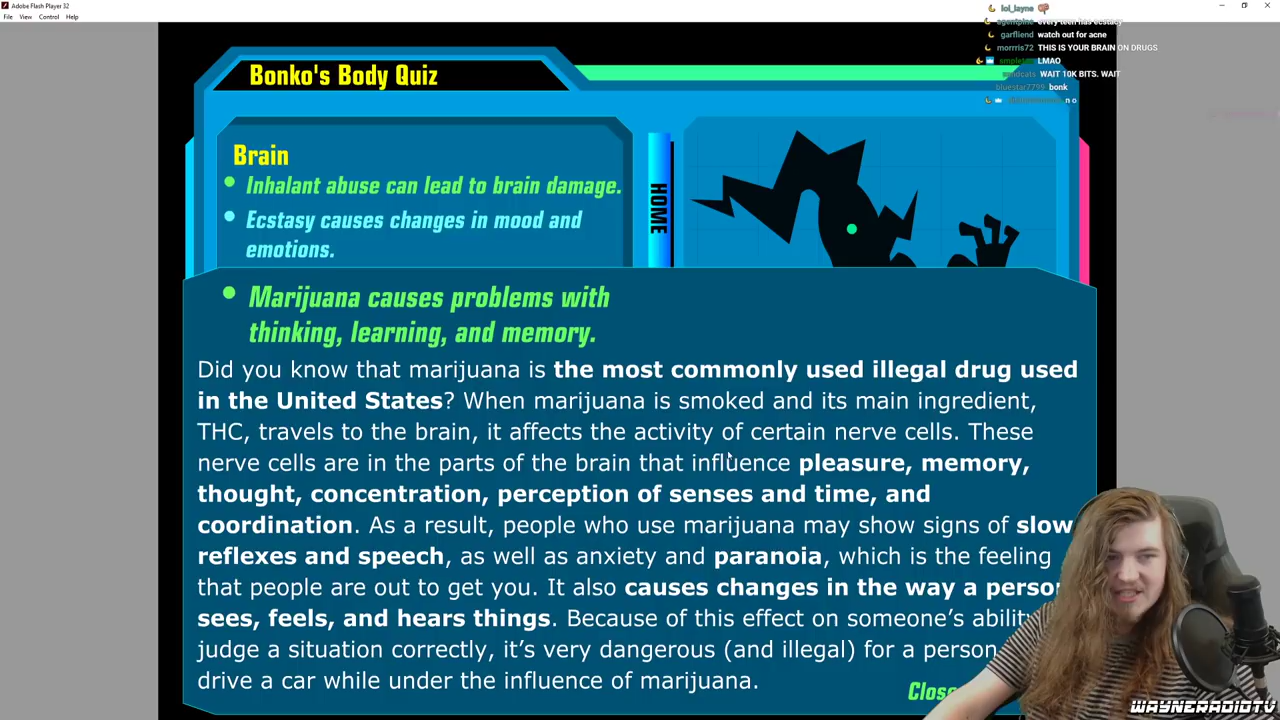 Adobe Flash Player 32
File View Control Help
lol_layne
agentpine every teen has ecstacy
garfliend watch out for acne
morrris72 THIS IS YOUR BRAIN ON DRUGS
LMAO
WAIT 10K BITS. WAIT
bluestar7799 bonk
n o
Bonko's Body Quiz
Brain
• Inhalant abuse can lead to brain damage.
• Ecstasy causes changes in mood and
emotions.
HOME
• Marijuana causes problems with
thinking, learning, and memory.
Did you know that marijuana is the most commonly used illegal drug used
in the United States? When marijuana is smoked and its main ingredient,
THC, travels to the brain, it affects the activity of certain nerve cells. These
nerve cells are in the parts of the brain that influence pleasure, memory,
thought, concentration, perception of senses and time, and
coordination. As a result, people who use marijuana may show signs of slow
reflexes and speech, as well as anxiety and paranoia, which is the feeling
that people are out to get you. It also causes changes in the way a person
sees, feels, and hears things. Because of this effect on someone's ability
judge a situation correctly, it's very dangerous (and illegal) for a person
drive a car while under the influence of marijuana.
Close
WAYNERADIOTV